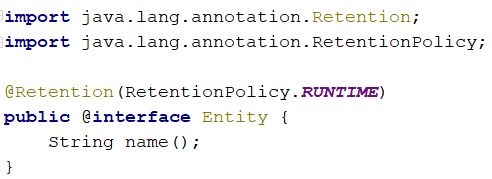 import java.lang.annotation.Retention;
import java.lang.annotation.RetentionPolicy;
@Retention(RetentionPolicy.RUNTIME)
public @interface Entity {
    String name();
}